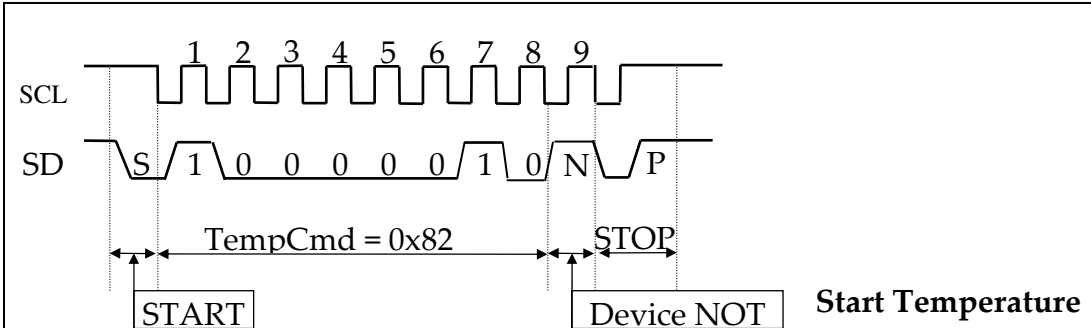 1 2 3 4 5 6 7 8 9
SCL
SD S 1 0 0 0 0 0 1 0 N P
TempCmd = 0x82 STOP
START Device NOT Start Temperature